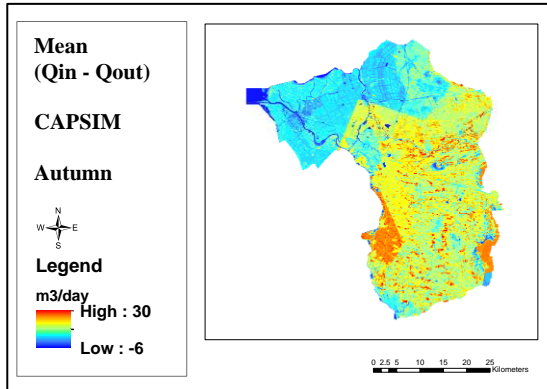 Mean
(Qin - Qout)
CAPSIM
Autumn
N
W E
S
Legend
m3/day
High : 30
Low : -6
0 2.5 5 10 15 20 25
Kilometers